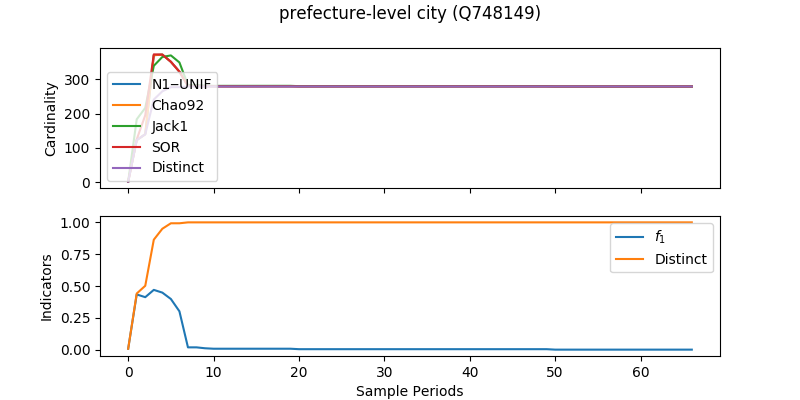 prefecture-level city (Q748149)
Cardinality
300
200
100
0
N1‒UNIF
Chao92
Jack1
SOR
Distinct
Indicators
1.00
0.75
0.50
0.25
0.00
f1
Distinct
0 10 20 30 40 50 60
Sample Periods